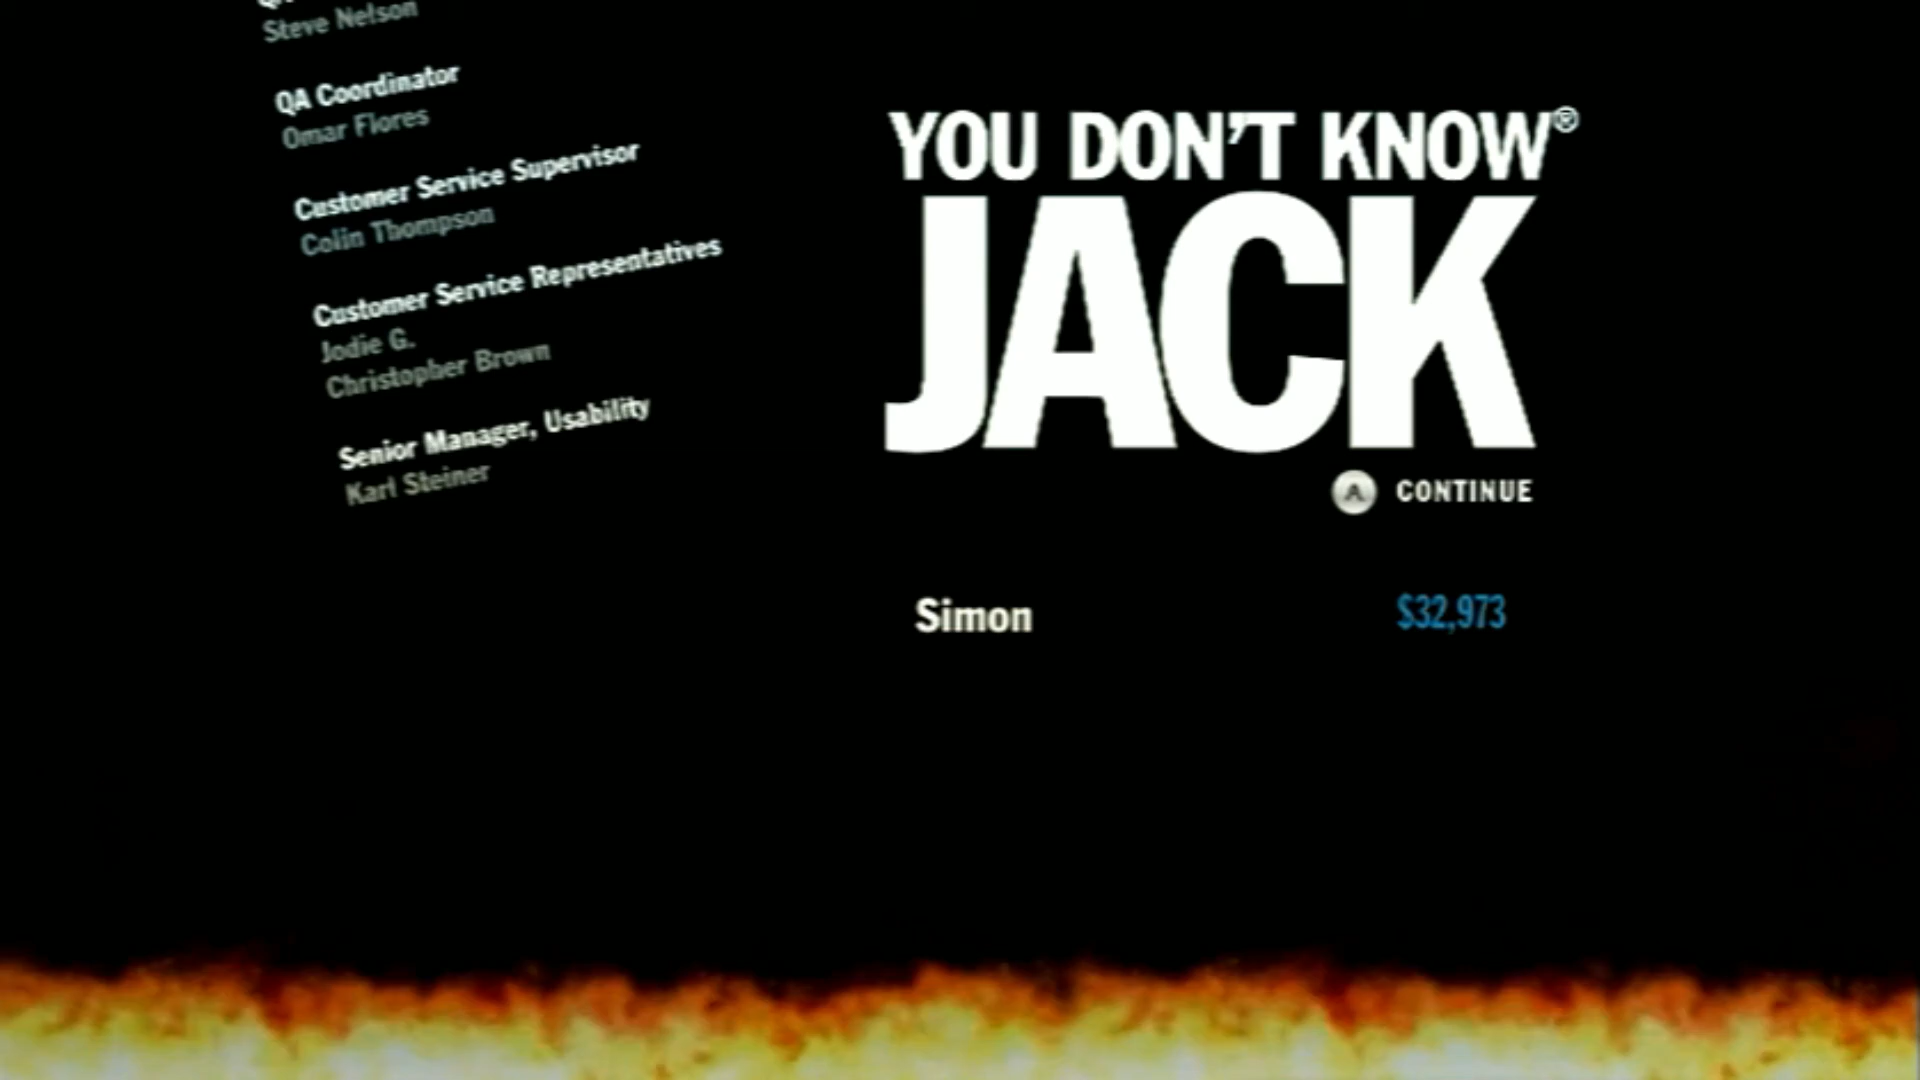 Steve Nelson
QA Coordinator
Omar Flores
Customer Service Supervisor
Colin Thompson
Customer Service Representatives
Jodie G.
Christopher Brown
Senior Manager, Usability
Karl Steiner
YOU DON'T KNOW®
JACK
A CONTINUE
Simon $32,973